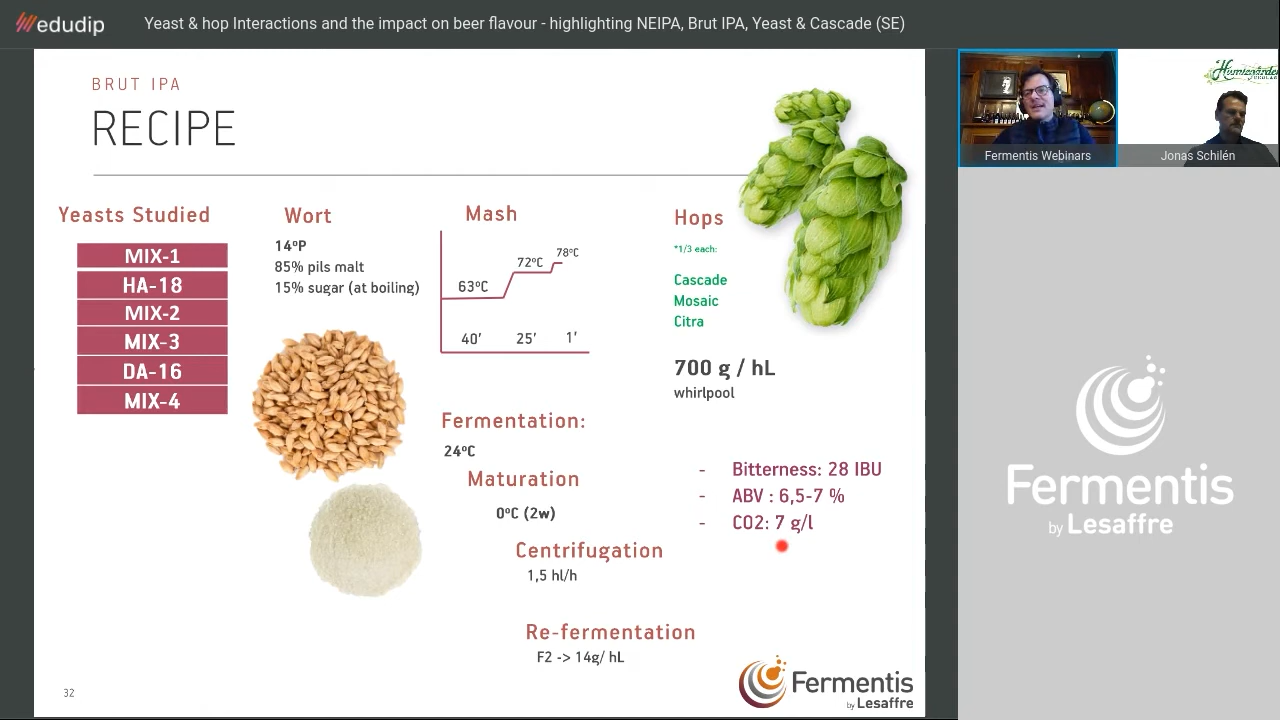 edudip
Yeast & hop Interactions and the impact on beer flavour - highlighting NEIPA, Brut IPA, Yeast & Cascade (SE)
BRUT IPA
RECIPE
Yeasts Studied
MIX-1
HA-18
MIX-2
MIX-3
DA-16
MIX-4
Wort
14ºP
85% pils malt
15% sugar (at boiling)
Mash
63ºC
72ºC
78ºC
40′ 25′ 1′
Fermentation:
24ºC
Maturation
0ºC (2w)
Centrifugation
1,5 hl/h
Re-fermentation
F2 -> 14g/ hL
Hops
*1/3 each:
Cascade
Mosaic
Citra
700 g / hL
whirlpool
- Bitterness: 28 IBU
- ABV : 6,5-7 %
- CO2: 7 g/l
32
Fermentis
by Lesaffre
Fermentis Webinars
Jonas Schilén
Fermentis
by Lesaffre